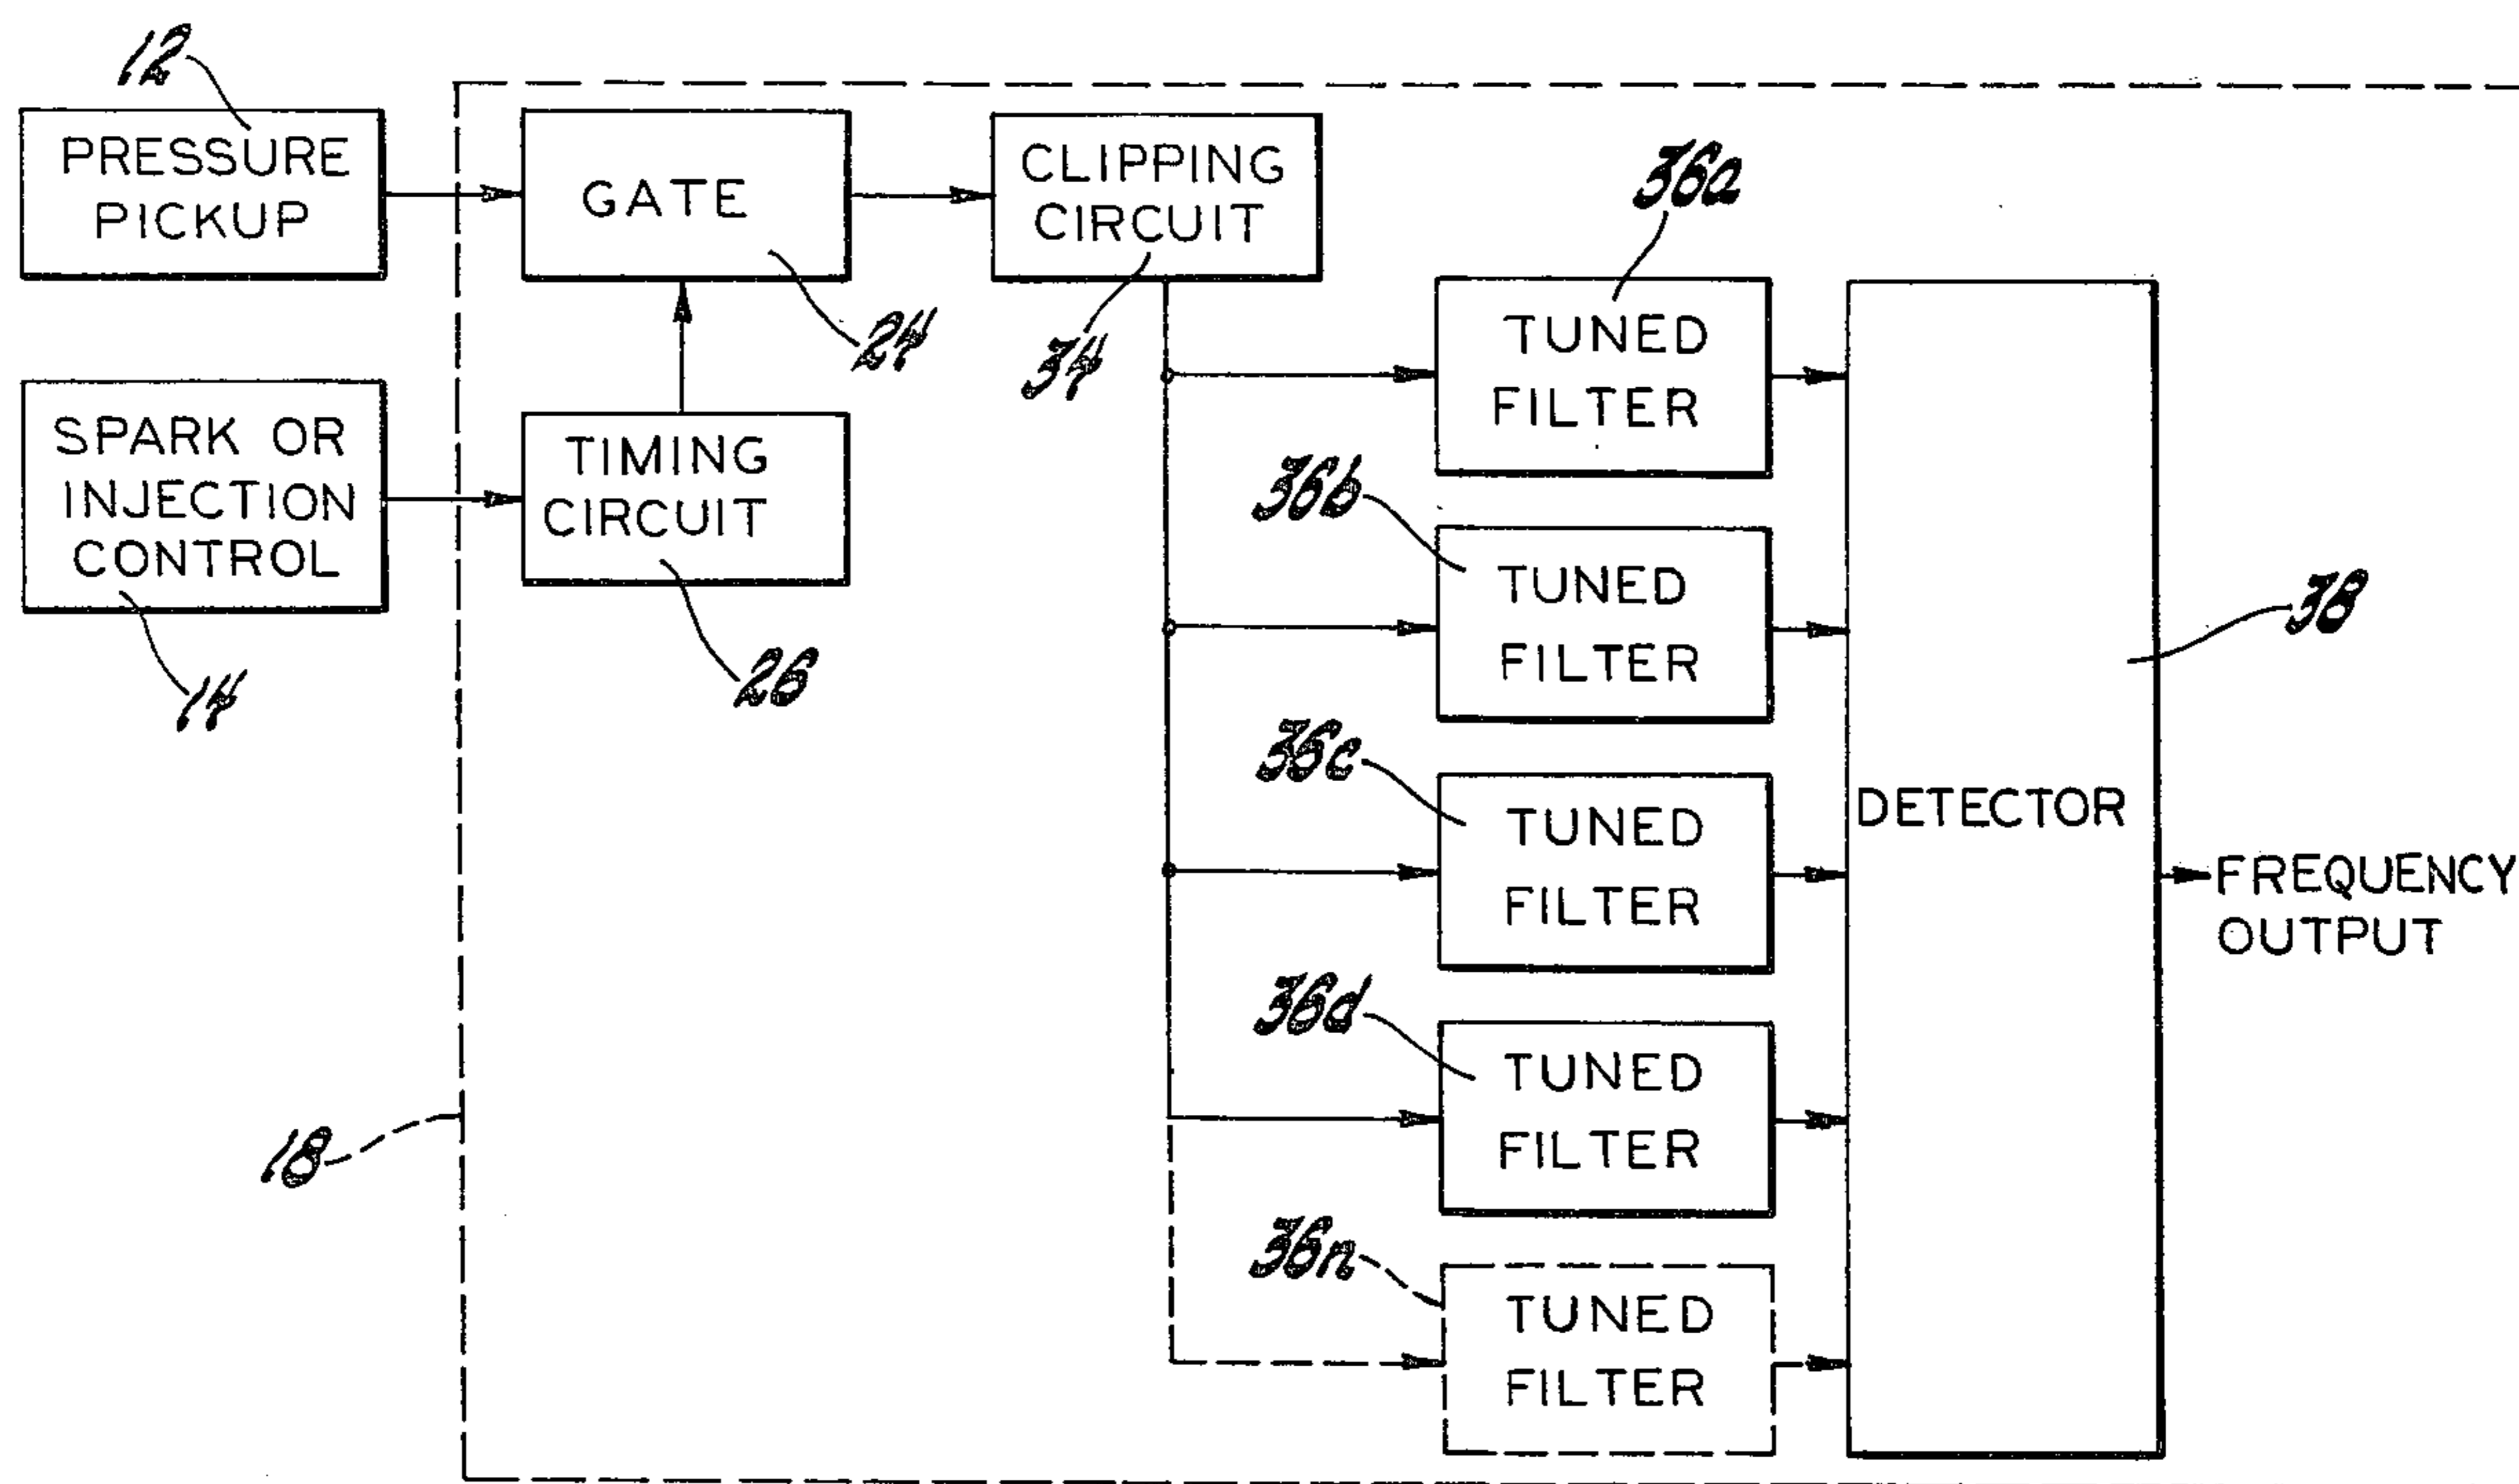 12
PRESSURE
PICKUP
GATE
24
CLIPPING
CIRCUIT
34
SPARK OR
INJECTION
CONTROL
14
TIMING
CIRCUIT
26
36a
TUNED
FILTER
36b
TUNED
FILTER
36c
TUNED
FILTER
36d
TUNED
FILTER
36n
TUNED
FILTER
DETECTOR
38
FREQUENCY
OUTPUT
18